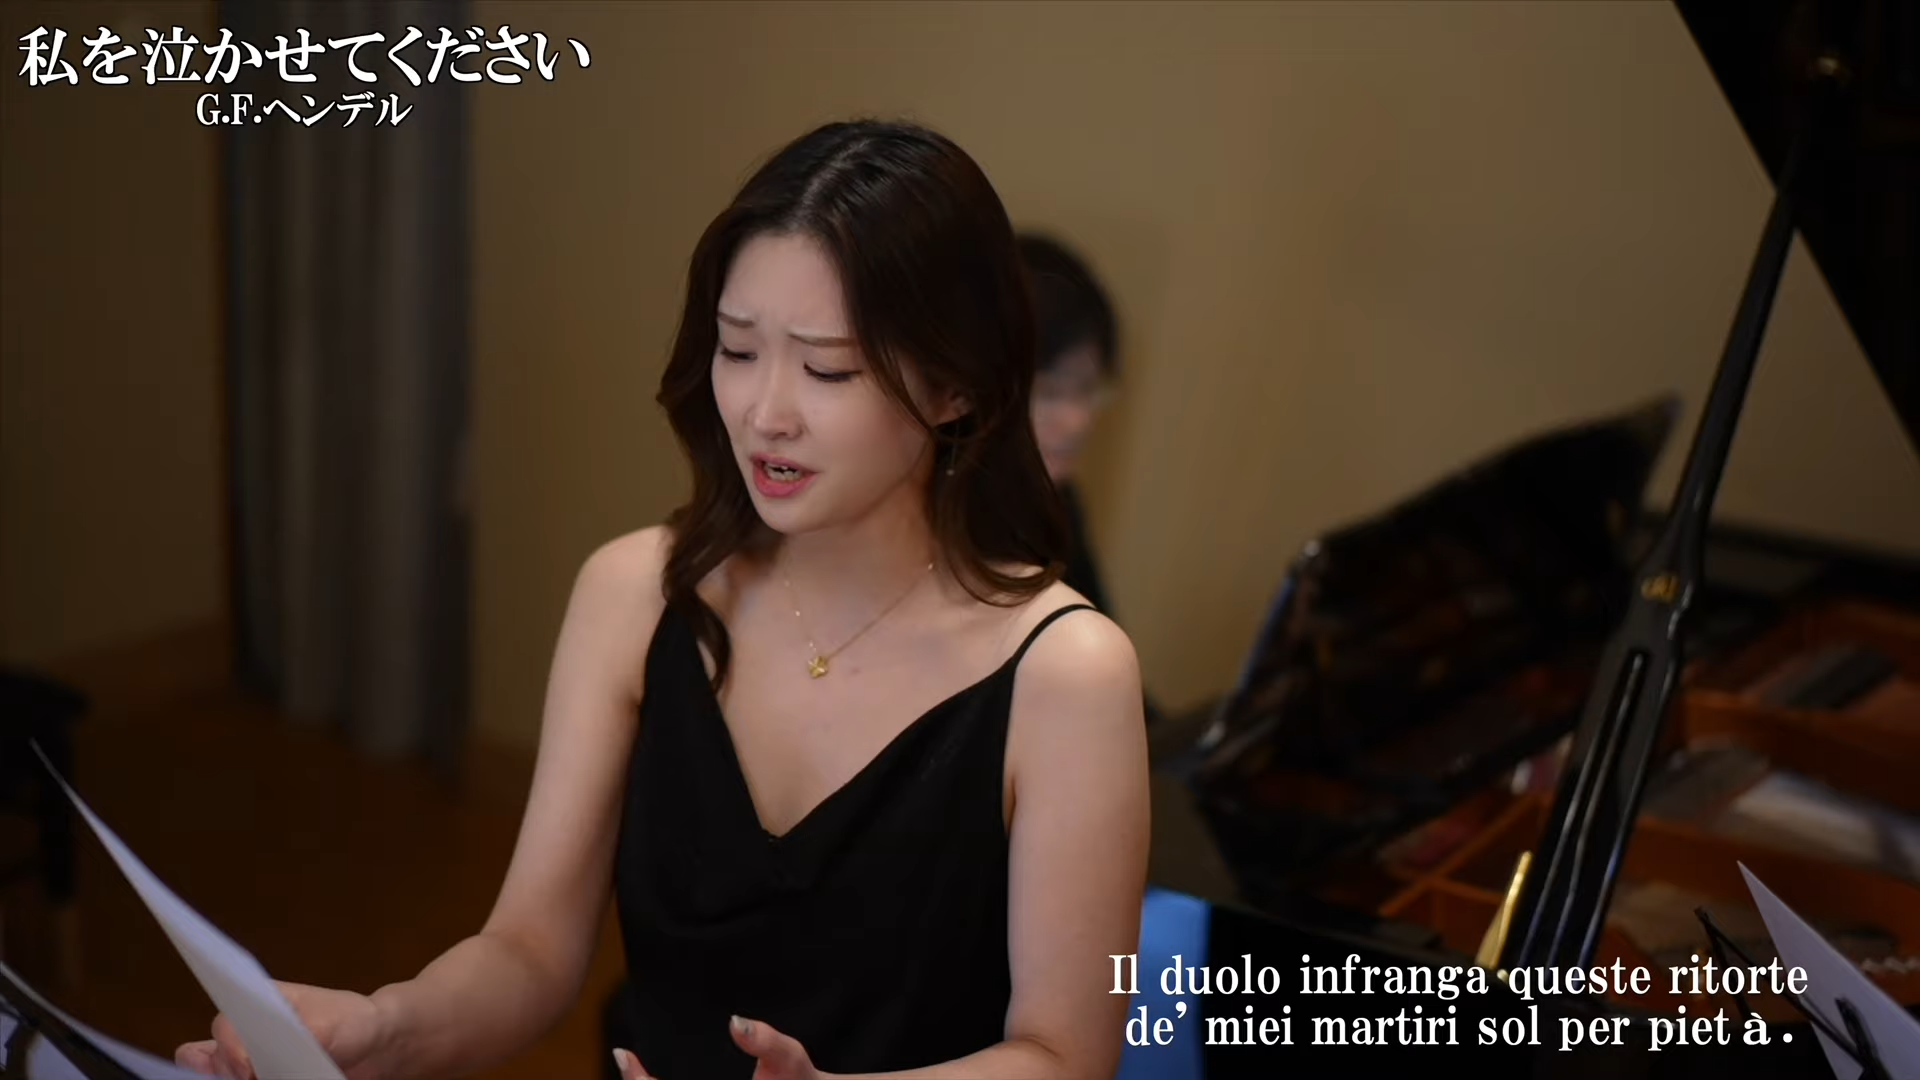 私を泣かせてください
G.F.ヘンデル
Il duolo infranga queste ritorte
de’ miei martiri sol per pietà.